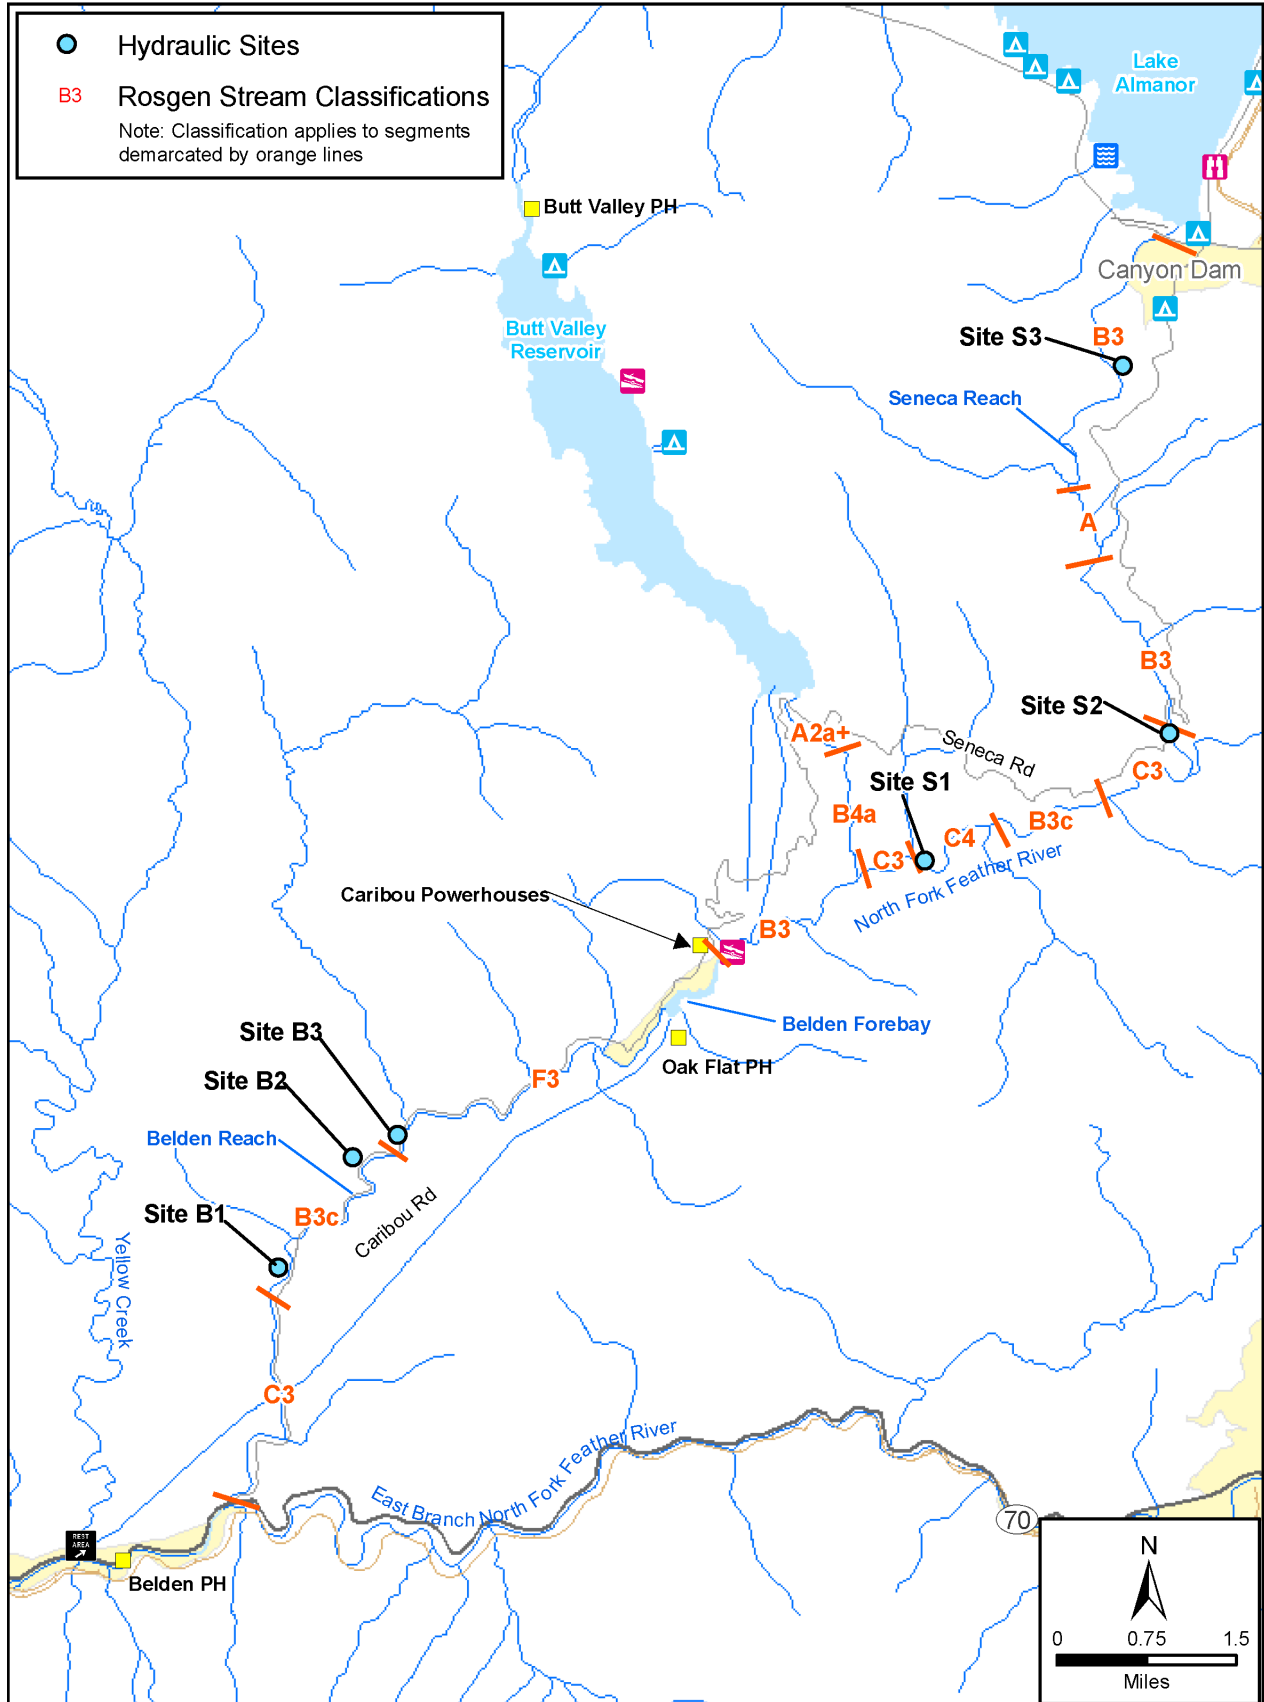 Hydraulic Sites
B3 Rosgen Stream Classifications
Note: Classification applies to segments
demarcated by orange lines
Lake
Almanor
Butt Valley PH
Canyon Dam
Butt Valley
Reservoir
Site S3
B3
Seneca Reach
A
B3
Site S2
A2a+
Seneca Rd
C3
Site S1
B4a
B3c
C4
C3
North Fork Feather River
Caribou Powerhouses
B3
Belden Forebay
Site B3
Oak Flat PH
F3
Site B2
Belden Reach
Site B1
B3c
Caribou Rd
Yellow Creek
C3
East Branch North Fork Feather River
70
REST
AREA
Belden PH
N
0 0.75 1.5
Miles